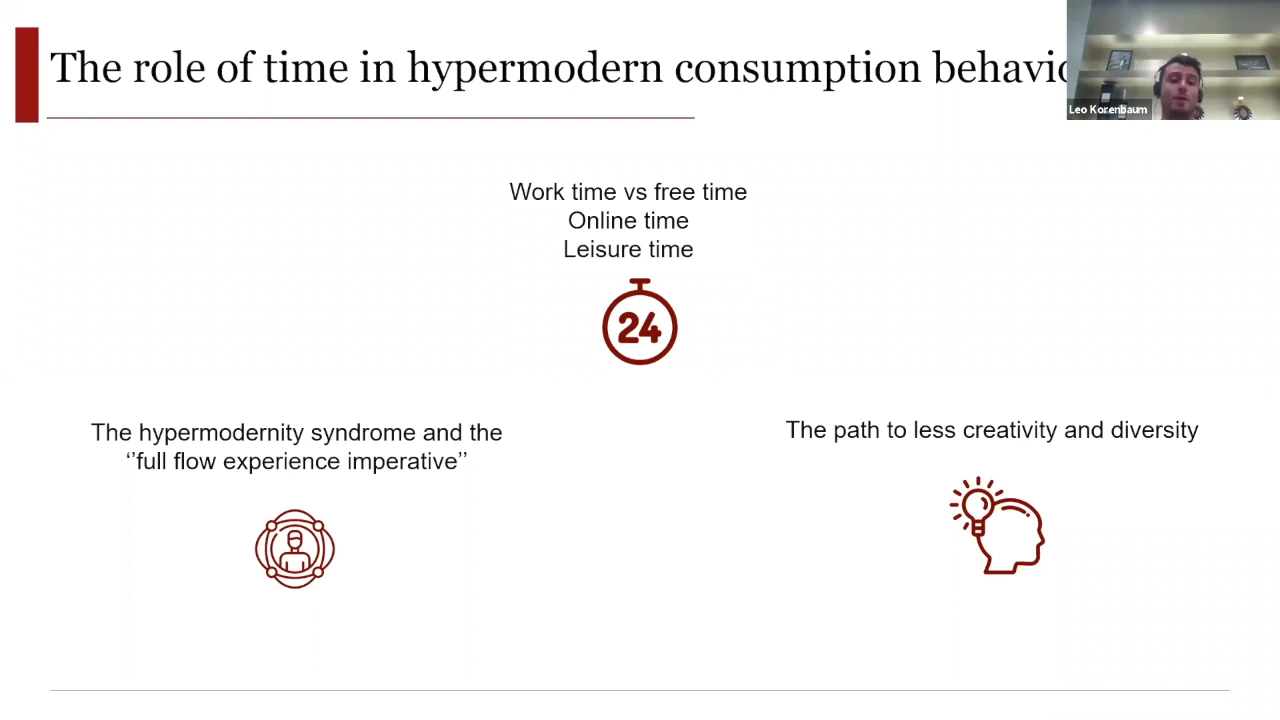 The role of time in hypermodern consumption behavio
Leo Korenbaum
Work time vs free time
Online time
Leisure time
24
The hypermodernity syndrome and the
‘’full flow experience imperative’’
The path to less creativity and diversity